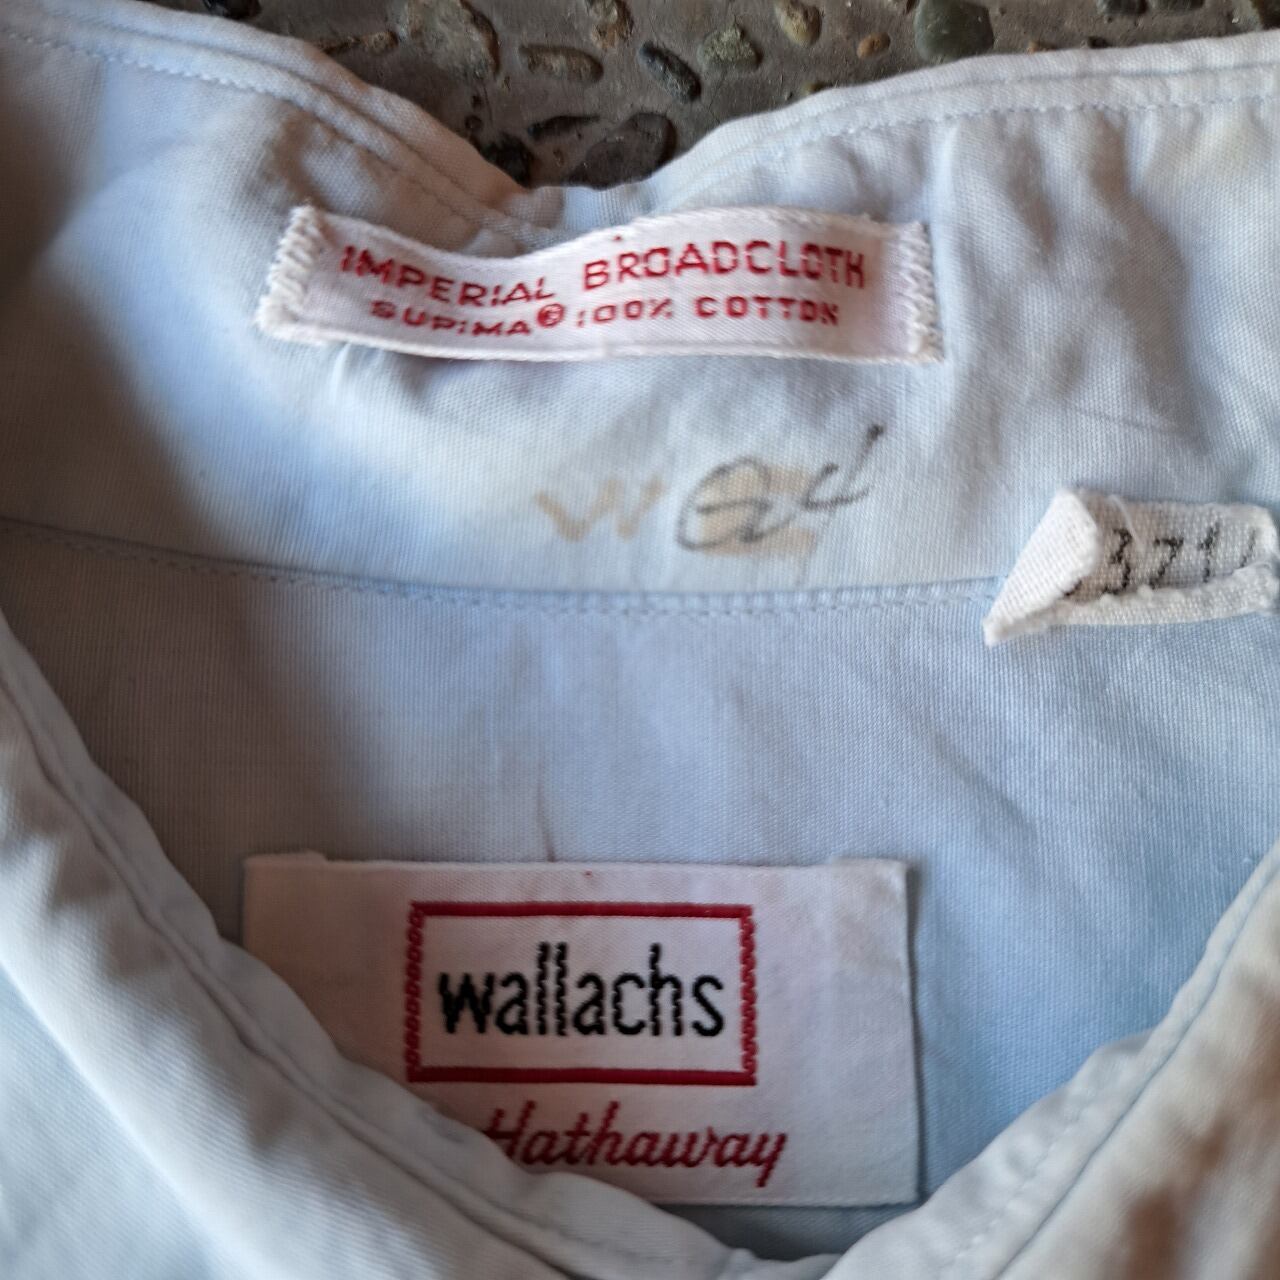 IMPERIAL BROADCLOTH
SUPIMA® 100% COTTON
wallachs
Hathaway